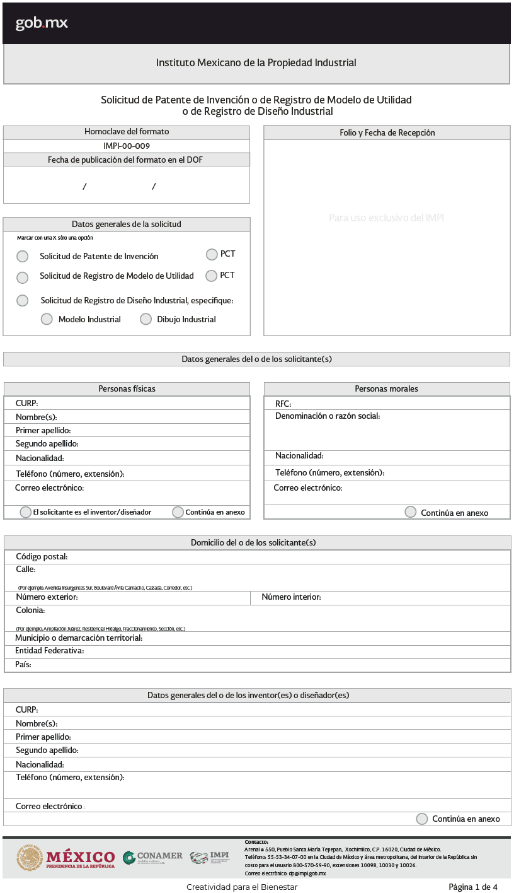 gob.mx
Instituto Mexicano de la Propiedad Industrial
Solicitud de Patente de Invención o de Registro de Modelo de Utilidad
o de Registro de Diseño Industrial
Homoclave del formato
IMPI-00-009
Fecha de publicación del formato en el DOF
/ /
Folio y Fecha de Recepción
Para uso exclusivo del IMPI
Datos generales de la solicitud
Marcar con una X sólo una opción
Solicitud de Patente de Invención PCT
Solicitud de Registro de Modelo de Utilidad PCT
Solicitud de Registro de Diseño Industrial, especifique:
Modelo Industrial Dibujo Industrial
Datos generales del o de los solicitante(s)
Personas físicas
CURP:
Nombre(s):
Primer apellido:
Segundo apellido:
Nacionalidad:
Teléfono (número, extensión):
Correo electrónico:
El solicitante es el inventor/diseñador Continúa en anexo
Personas morales
RFC:
Denominación o razón social:
Nacionalidad:
Teléfono (número, extensión):
Correo electrónico:
Continúa en anexo
Domicilio del o de los solicitante(s)
Código postal:
Calle:
(Por ejemplo, Avenida Insurgentes Sur, Boulevard Ávila Camacho, Calzada, Corredor, etc.)
Número exterior: Número interior:
Colonia:
(Por ejemplo, Ampliación Juárez, Residencial Hidalgo, Fraccionamiento, Sección, etc.)
Municipio o demarcación territorial:
Entidad Federativa:
País:
Datos generales del o de los inventor(es) o diseñador(es)
CURP:
Nombre(s):
Primer apellido:
Segundo apellido:
Nacionalidad:
Teléfono (número, extensión):
Correo electrónico:
Continúa en anexo
MÉXICO
PRESIDENCIA DE LA REPÚBLICA
CONAMER
IMPI
Contacto:
Arenal # 550, Pueblo Santa María Tepepan, Xochimilco, C.P. 16020, Ciudad de México.
Teléfono: 55-53-34-07-00 en la Ciudad de México y área metropolitana, del interior de la República sin
costo para el usuario 800-570-59-90, extensiones 10098, 10030 y 10026.
Correo electrónico: dp@impi.gob.mx
Creatividad para el Bienestar
Página 1 de 4